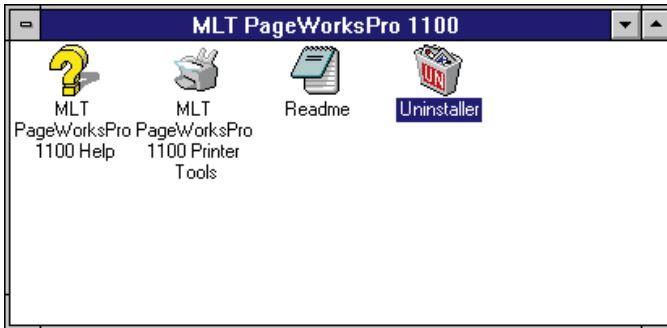 MLT PageWorksPro 1100
MLT
PageWorksPro
1100 Help
MLT
PageWorksPro
1100 Printer
Tools
Readme
UN
Uninstaller